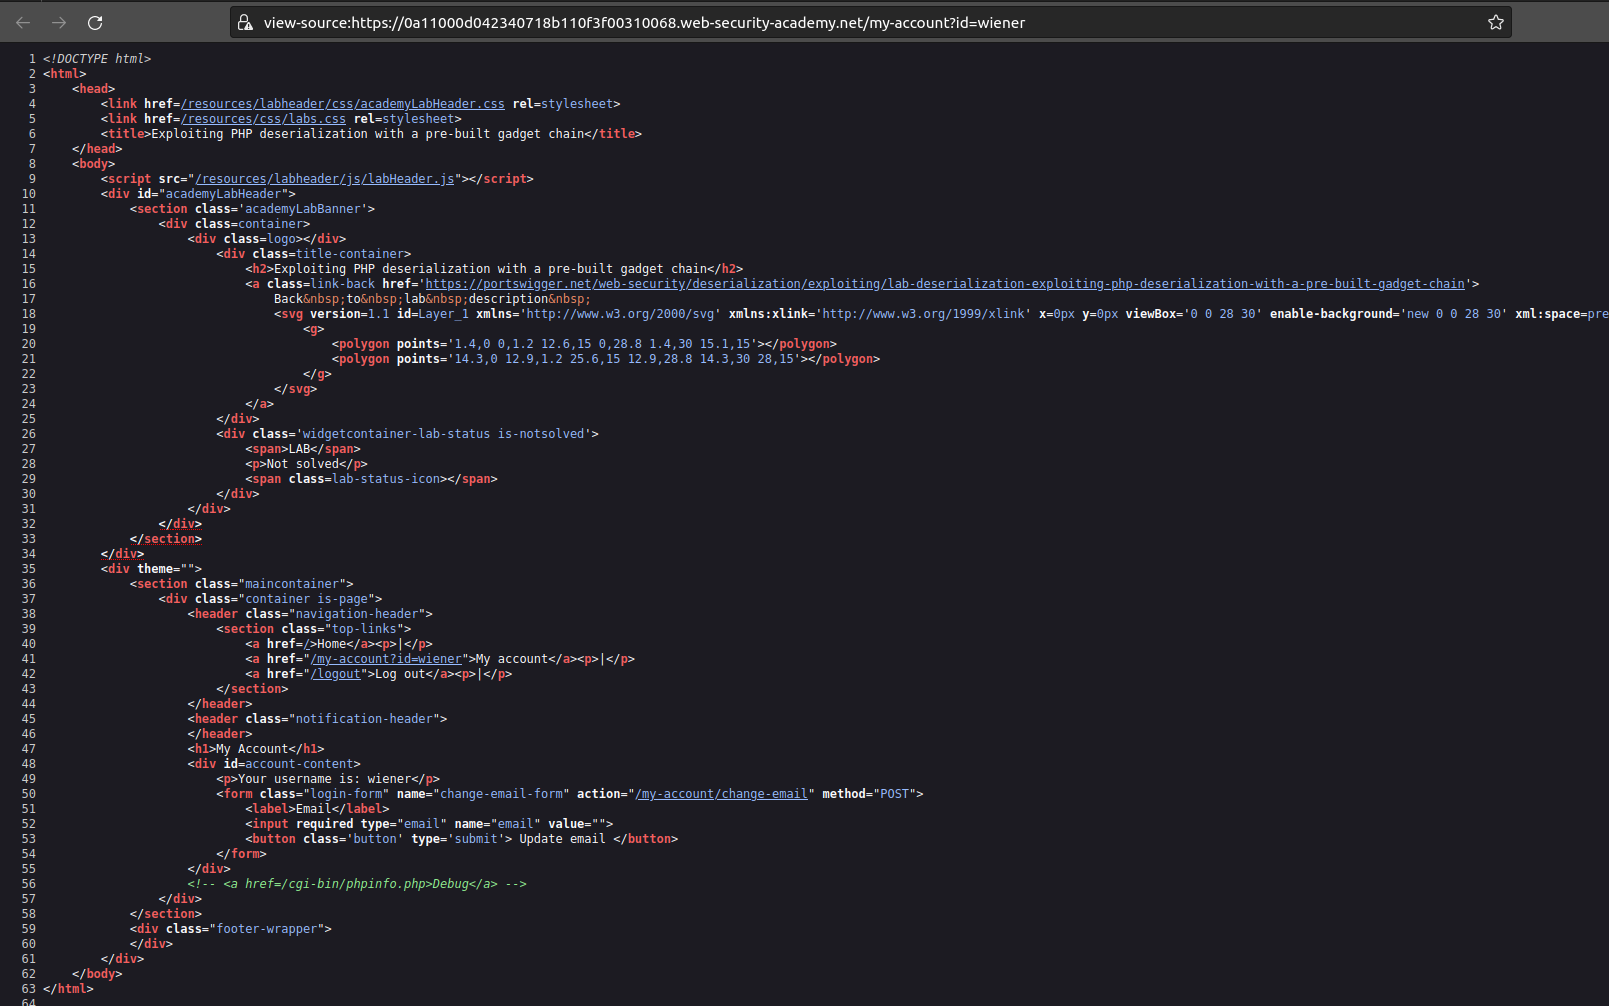 view-source:https://0a11000d042340718b110f3f00310068.web-security-academy.net/my-account?id=wiener
1 <!DOCTYPE html>
2 <html>
3 <head>
4 <link href=/resources/labheader/css/academyLabHeader.css rel=stylesheet>
5 <link href=/resources/css/labs.css rel=stylesheet>
6 <title>Exploiting PHP deserialization with a pre-built gadget chain</title>
7 </head>
8 <body>
9 <script src="/resources/labheader/js/labHeader.js"></script>
10 <div id="academyLabHeader">
11 <section class='academyLabBanner'>
12 <div class=container>
13 <div class=logo></div>
14 <div class=title-container>
15 <h2>Exploiting PHP deserialization with a pre-built gadget chain</h2>
16 <a class=link-back href='https://portswigger.net/web-security/deserialization/exploiting/lab-deserialization-exploiting-php-deserialization-with-a-pre-built-gadget-chain'>
17 Back&nbsp;to&nbsp;lab&nbsp;description&nbsp;
18 <svg version=1.1 id=Layer_1 xmlns='http://www.w3.org/2000/svg' xmlns:xlink='http://www.w3.org/1999/xlink' x=0px y=0px viewBox='0 0 28 30' enable-background='new 0 0 28 30' xml:space=pre
19 <g>
20 <polygon points='1.4,0 0,1.2 12.6,15 0,28.8 1.4,30 15.1,15'></polygon>
21 <polygon points='14.3,0 12.9,1.2 25.6,15 12.9,28.8 14.3,30 28,15'></polygon>
22 </g>
23 </svg>
24 </a>
25 </div>
26 <div class='widgetcontainer-lab-status is-notsolved'>
27 <span>LAB</span>
28 <p>Not solved</p>
29 <span class=lab-status-icon></span>
30 </div>
31 </div>
32 </div>
33 </section>
34 </div>
35 <div theme="">
36 <section class="maincontainer">
37 <div class="container is-page">
38 <header class="navigation-header">
39 <section class="top-links">
40 <a href=/>Home</a><p>|</p>
41 <a href="/my-account?id=wiener">My account</a><p>|</p>
42 <a href="/logout">Log out</a><p>|</p>
43 </section>
44 </header>
45 <header class="notification-header">
46 </header>
47 <h1>My Account</h1>
48 <div id=account-content>
49 <p>Your username is: wiener</p>
50 <form class="login-form" name="change-email-form" action="/my-account/change-email" method="POST">
51 <label>Email</label>
52 <input required type="email" name="email" value="">
53 <button class='button' type='submit'> Update email </button>
54 </form>
55 </div>
56 <!-- <a href=/cgi-bin/phpinfo.php>Debug</a> -->
57 </div>
58 </section>
59 <div class="footer-wrapper">
60 </div>
61 </div>
62 </body>
63 </html>
64